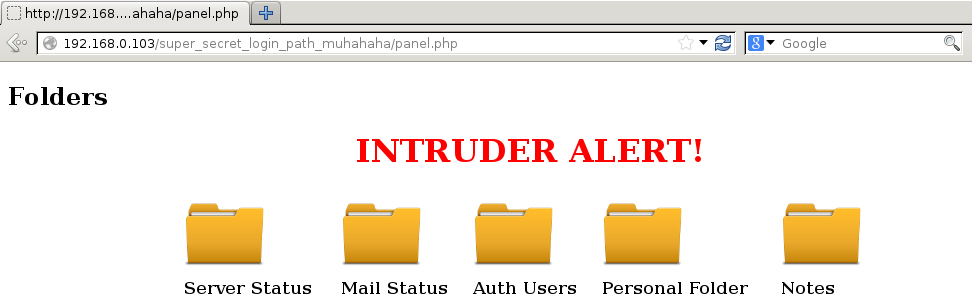 http://192.168....ahaha/panel.php
192.168.0.103/super_secret_login_path_muhahaha/panel.php
8 Google
Folders
INTRUDER ALERT!
Server Status Mail Status Auth Users Personal Folder Notes